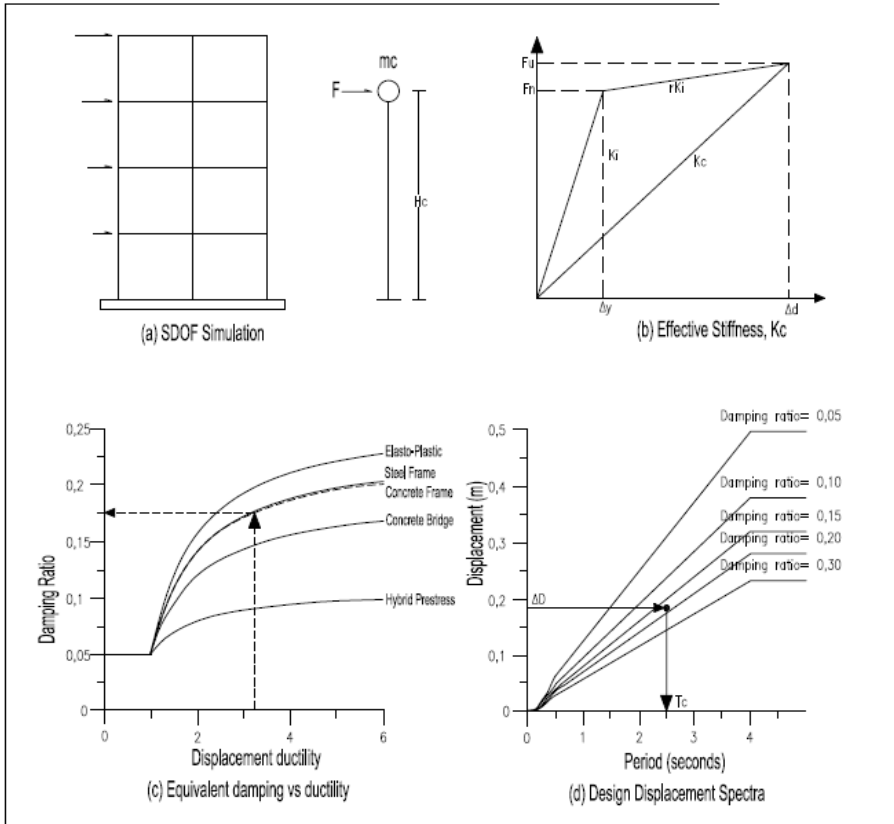 mc
F
Hc
(a) SDOF Simulation
Fu
Fn
rKi
Ki
Kc
Δy
Δd
(b) Effective Stiffness, Kc
0,25
0,2
0,15
0,1
0,05
0
Damping Ratio
Elasto-Plastic
Steel Frame
Concrete Frame
Concrete Bridge
Hybrid Prestress
0 2 4 6
Displacement ductility
(c) Equivalent damping vs ductility
0,5
0,4
0,3
0,2
0,1
0
Displacement (m)
Damping ratio= 0,05
Damping ratio= 0,10
Damping ratio= 0,15
Damping ratio= 0,20
Damping ratio= 0,30
ΔD
Tc
0 1 2 3 4
Period (seconds)
(d) Design Displacement Spectra